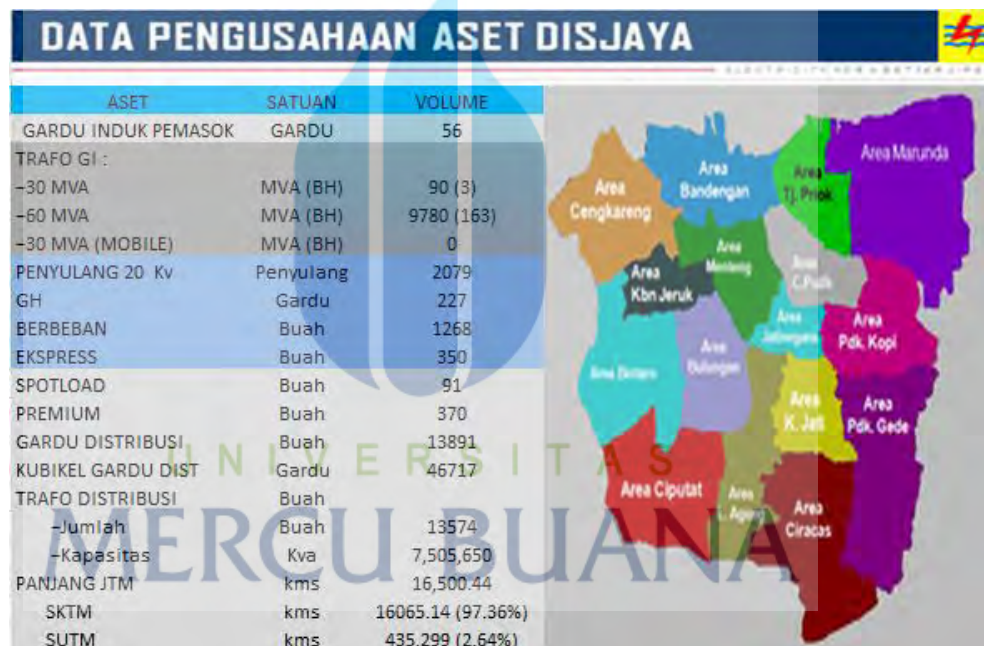 DATA PENGUSAHAAN ASET DISJAYA
ASET SATUAN VOLUME
GARDU INDUK PEMASOK GARDU 56
TRAFO GI :
-30 MVA MVA (BH) 90 (3)
-60 MVA MVA (BH) 9780 (163)
-30 MVA (MOBILE) MVA (BH) 0
PENYULANG 20 Kv Penyulang 2079
GH Gardu 227
BERBEBAN Buah 1268
EKSPRESS Buah 350
SPOTLOAD Buah 91
PREMIUM Buah 370
GARDU DISTRIBUSI Buah 13891
KUBIKEL GARDU DIST Gardu 46717
TRAFO DISTRIBUSI Buah
-Jumlah Buah 13574
-Kapasitas Kva 7,505,650
PANJANG JTM kms 16,500.44
SKTM kms 16065.14 (97.36%)
SUTM kms 435.299 (2.64%)
Area Marunda
Area
Bandengan
Area
Tj. Priok
Area
Cengkareng
Area
Menteng
Area
C.Putih
Area
Kbn Jeruk
Area
Jatinegara
Area
Pdk. Kopi
Area
Bulungan
Area Bintaro
Area
K. Jati
Area
Pdk. Gede
Area Ciputat
Area
L. Agung
Area
Ciracas
UNIVERSITAS
MERCU BUANA